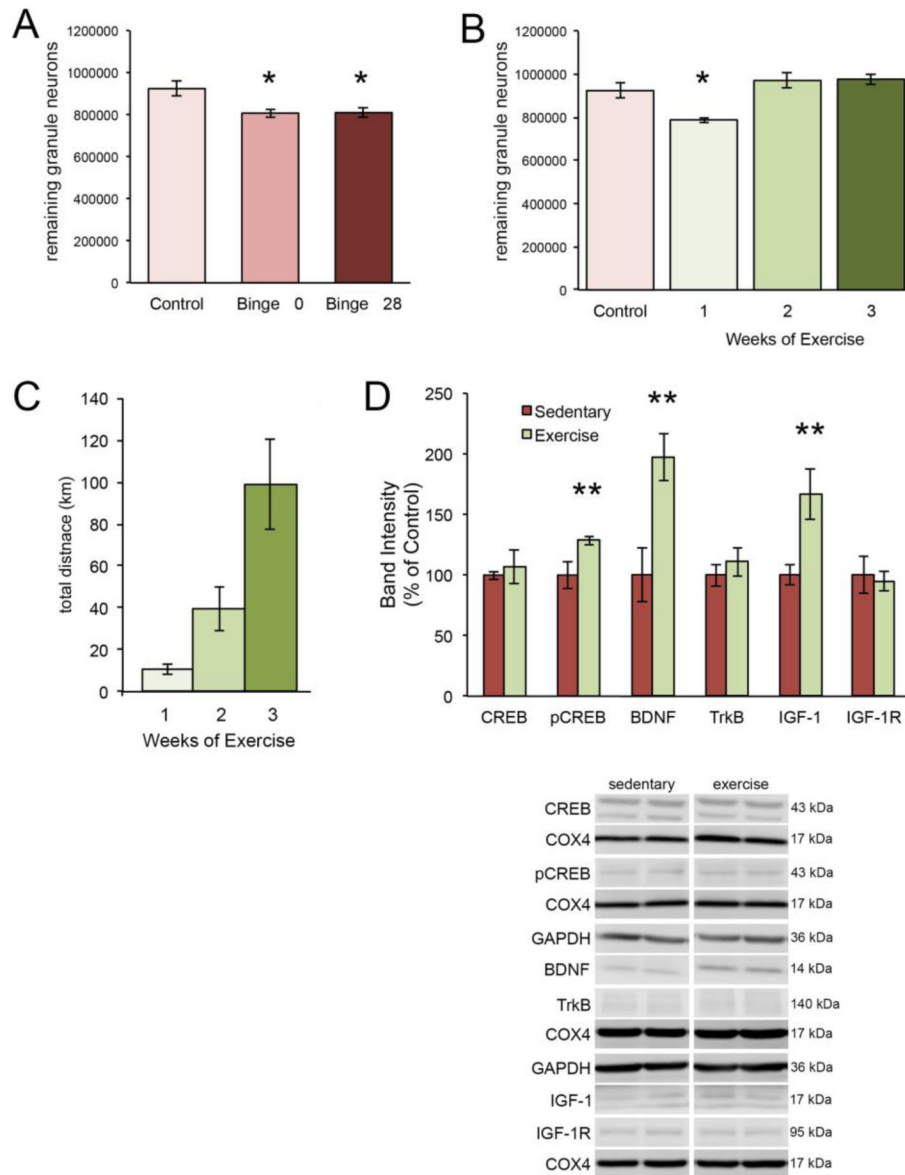 A
remaining granule neurons
1000000
800000
600000
400000
200000
0
* *
Control Binge 0 Binge 28
B
remaining granule neurons
1200000
1000000
800000
600000
400000
200000
0
*
Control 1 2 3
Weeks of Exercise
C
total distnace (km)
140
120
100
80
60
40
20
0
1 2 3
Weeks of Exercise
D
Band Intensity
(% of Control)
250
200
150
100
50
0
Sedentary
Exercise
** ** **
CREB pCREB BDNF TrkB IGF-1 IGF-1R
sedentary exercise
CREB 43 kDa
COX4 17 kDa
pCREB 43 kDa
COX4 17 kDa
GAPDH 36 kDa
BDNF 14 kDa
TrkB 140 kDa
COX4 17 kDa
GAPDH 36 kDa
IGF-1 17 kDa
IGF-1R 95 kDa
COX4 17 kDa